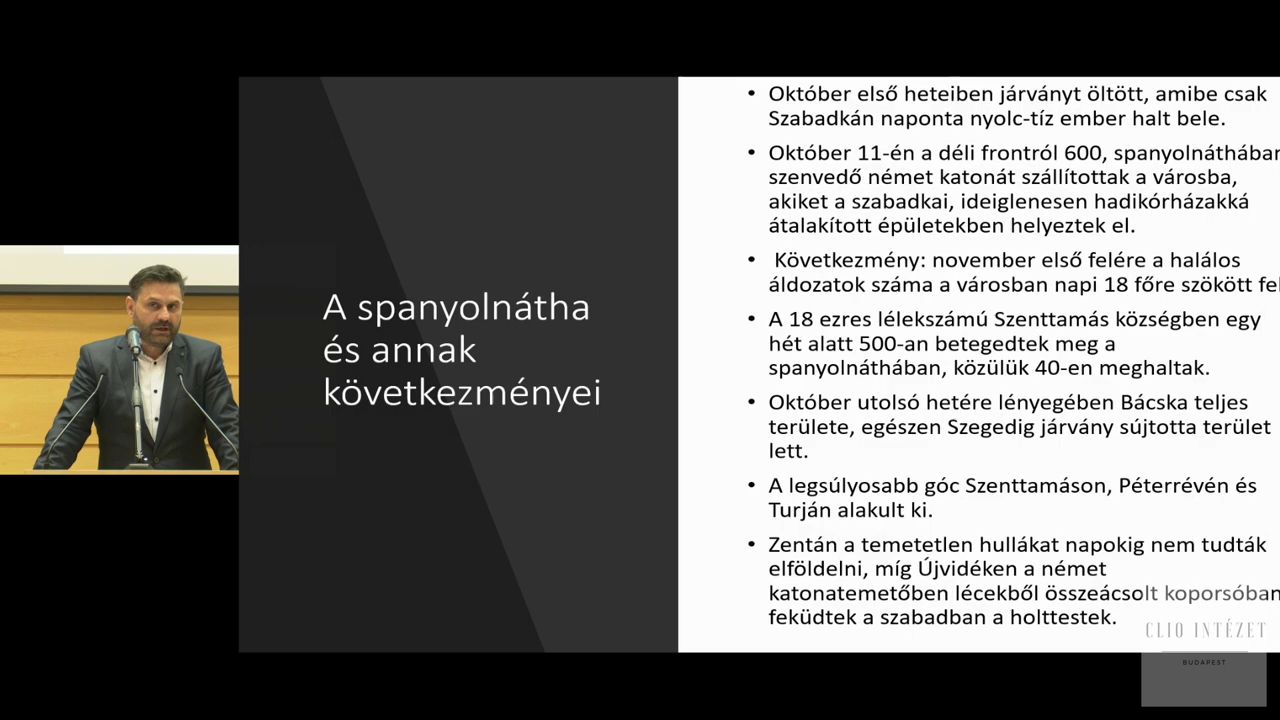 A spanyolnátha
és annak
következményei
• Október első heteiben járványt öltött, amibe csak
Szabadkán naponta nyolc-tíz ember halt bele.
• Október 11-én a déli frontról 600, spanyolnáthában
szenvedő német katonát szállítottak a városba,
akiket a szabadkai, ideiglenesen hadikórházakká
átalakított épületekben helyeztek el.
• Következmény: november első felére a halálos
áldozatok száma a városban napi 18 főre szökött fel
• A 18 ezres lélekszámú Szenttamás községben egy
hét alatt 500-an betegedtek meg a
spanyolnáthában, közülük 40-en meghaltak.
• Október utolsó hetére lényegében Bácska teljes
területe, egészen Szegedig járvány sújtotta terület
lett.
• A legsúlyosabb góc Szenttamáson, Péterrévén és
Turján alakult ki.
• Zentán a temetetlen hullákat napokig nem tudták
elföldelni, míg Újvidéken a német
katonatemetőben lécekből összeácsolt koporsóban
feküdtek a szabadban a holttestek.
CLIO INTÉZET
BUDAPEST